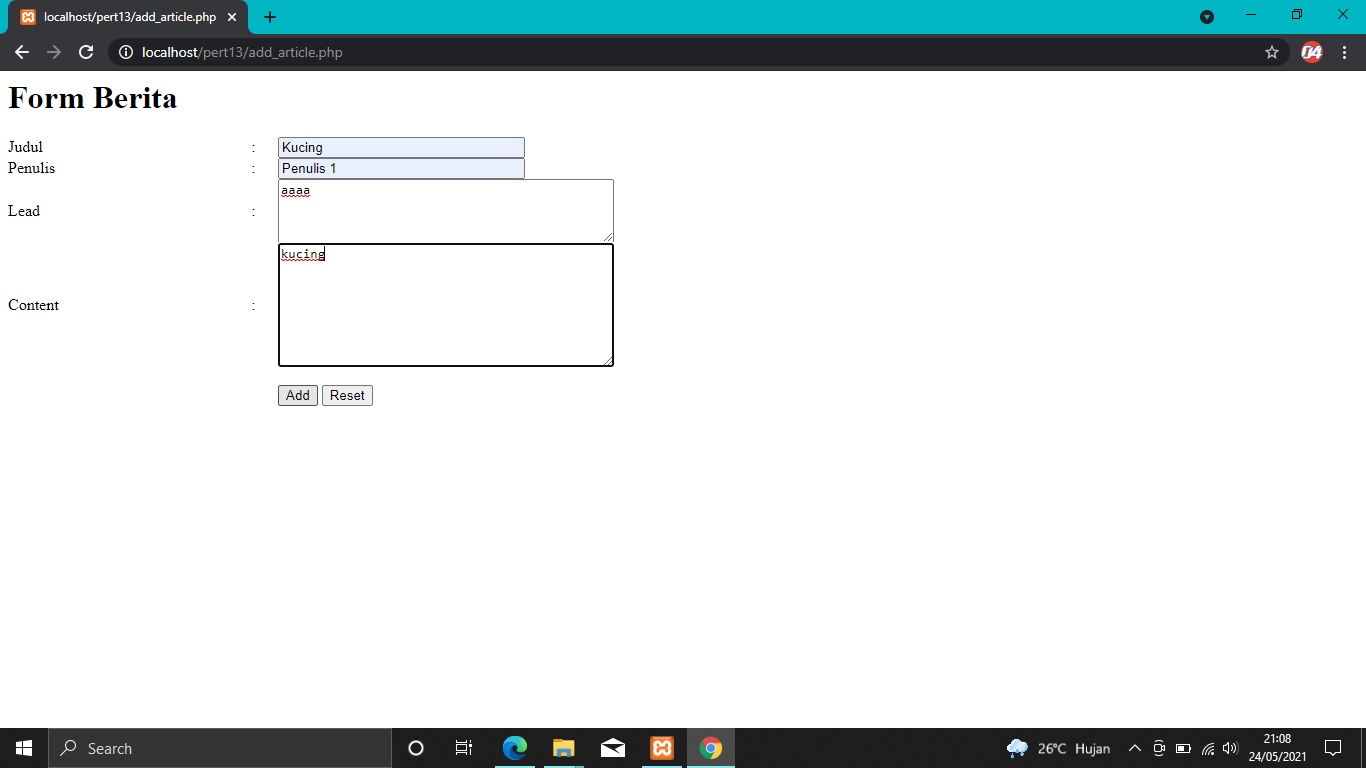 localhost/pert13/add_article.php
localhost/pert13/add_article.php
Form Berita
Judul : Kucing
Penulis : Penulis 1
Lead : aaaa
Content : kucing
Add Reset
Search
26°C Hujan
21:08
24/05/2021